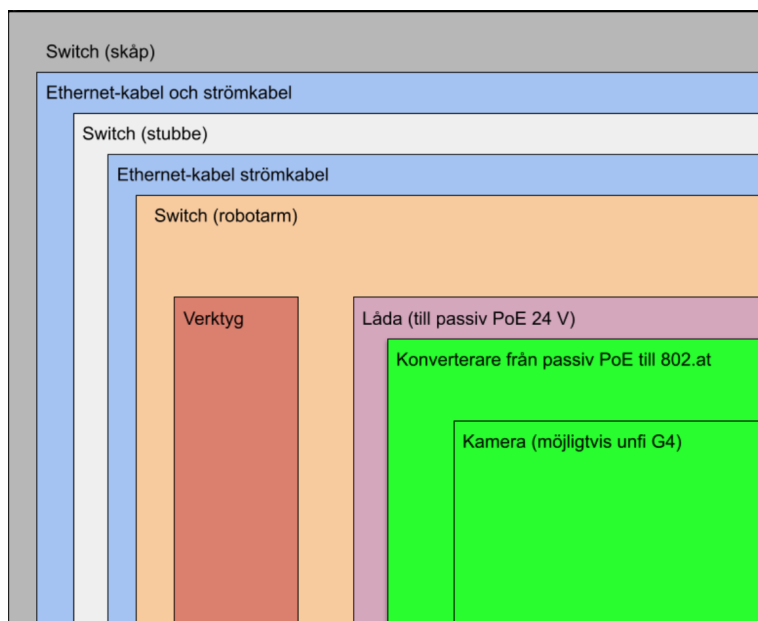 Switch (skåp)
Ethernet-kabel och strömkabel
Switch (stubbe)
Ethernet-kabel strömkabel
Switch (robotarm)
Verktyg
Låda (till passiv PoE 24 V)
Konverterare från passiv PoE till 802.at
Kamera (möjligtvis unfi G4)